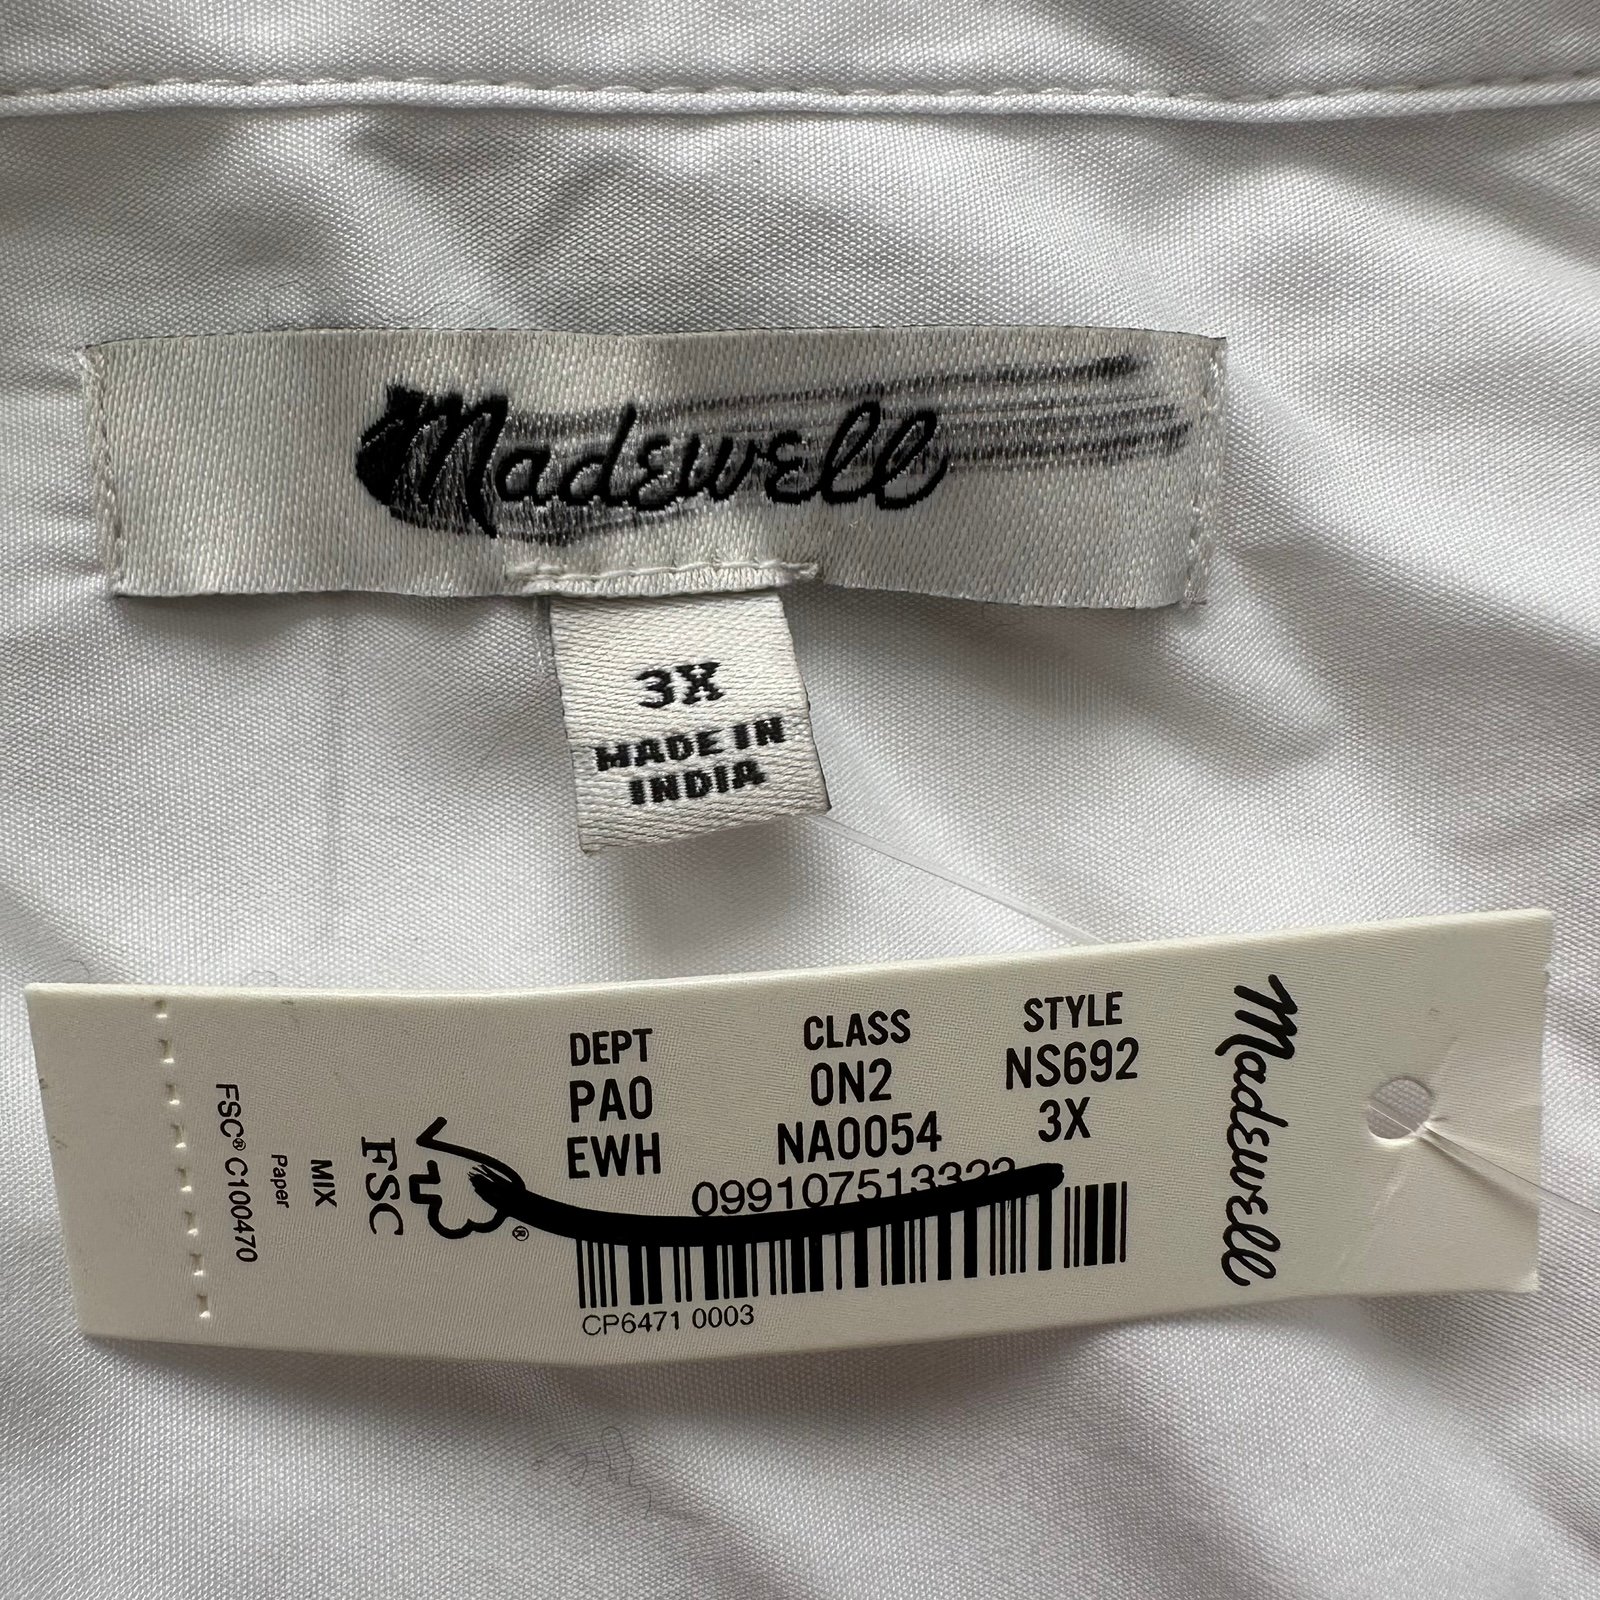 Madewell
3X
MADE IN
INDIA
DEPT CLASS STYLE
PA0 0N2 NS692
EWH NA0054 3X
CP6471 0003
Madewell
FSC®
MIX
Paper
FSC® C100470